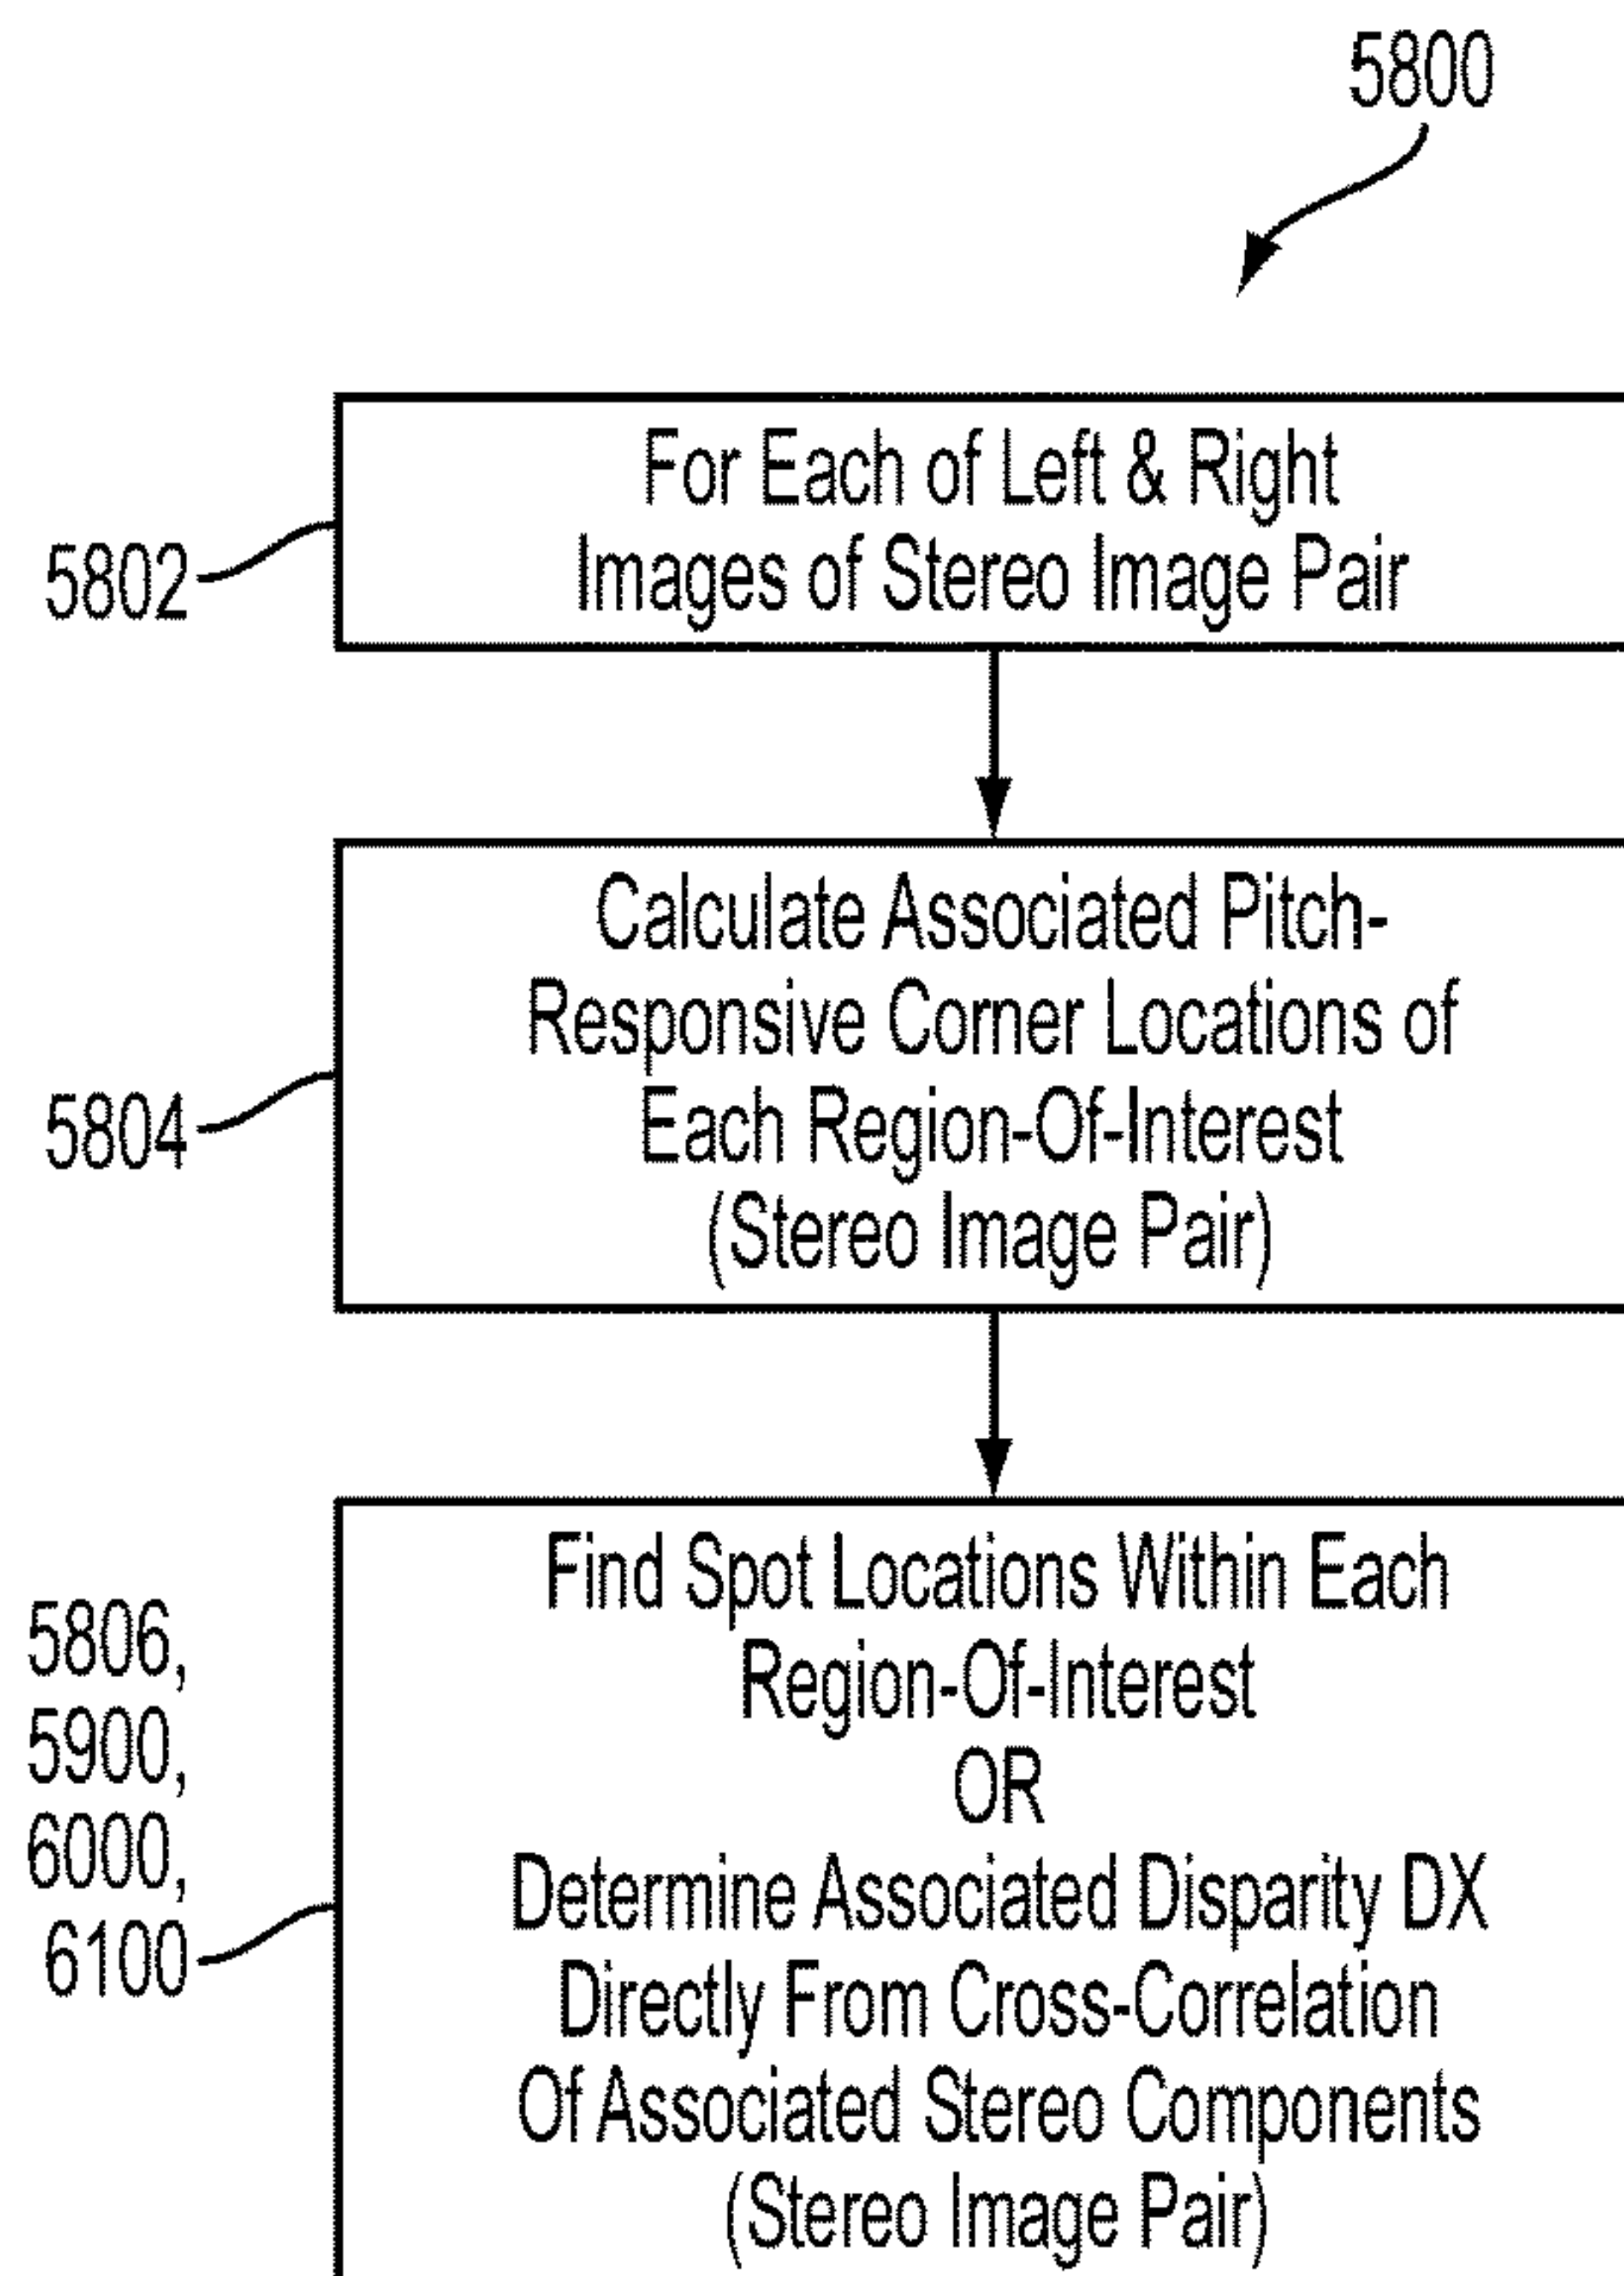 5800
For Each of Left & Right
Images of Stereo Image Pair
5802
Calculate Associated Pitch-
Responsive Corner Locations of
Each Region-Of-Interest
(Stereo Image Pair)
5804
Find Spot Locations Within Each
Region-Of-Interest
OR
Determine Associated Disparity DX
Directly From Cross-Correlation
Of Associated Stereo Components
(Stereo Image Pair)
5806,
5900,
6000,
6100